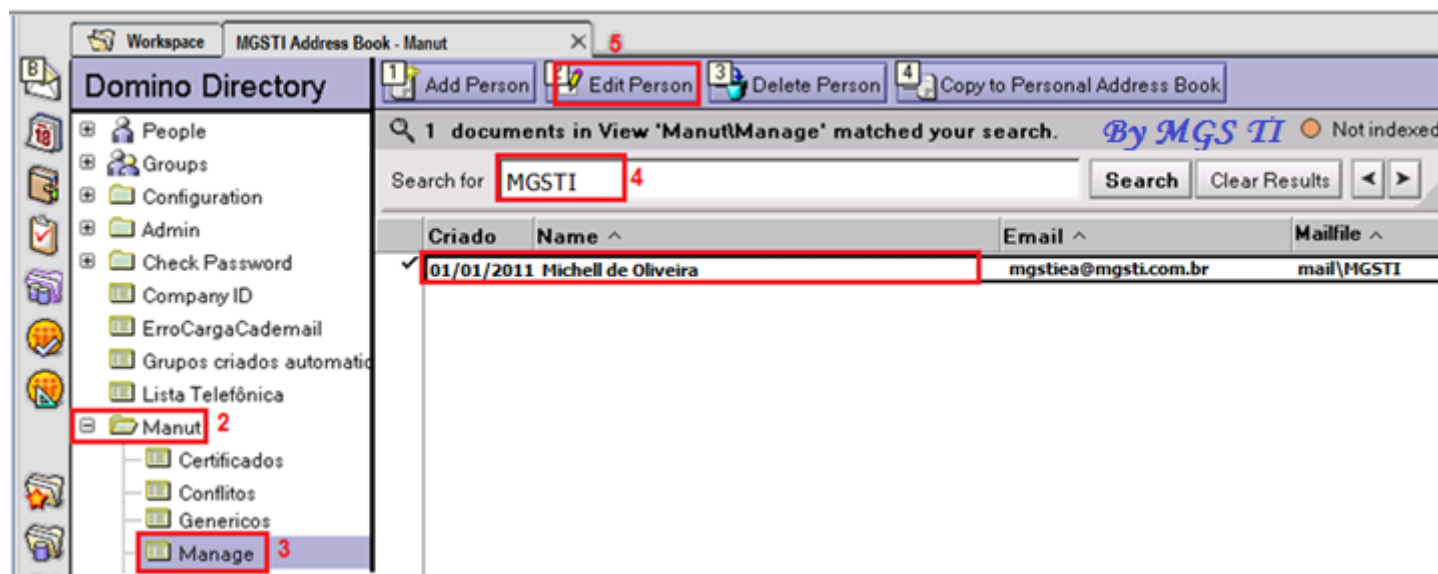 Workspace MGSTI Address Book - Manut 5
B Domino Directory 1 Add Person 2 Edit Person 3 Delete Person 4 Copy to Personal Address Book
18 People 1 documents in View 'Manut\Manage' matched your search. By MGS TI Not indexed
Groups
Search for MGSTI 4 Search Clear Results
Configuration
Admin
Criado Name Email Mailfile
Check Password
01/01/2011 Michell de Oliveira mgstiea@mgsti.com.br mail\MGSTI
Company ID
ErroCargaCademail
Grupos criados automatic
Lista Telefônica
Manut 2
Certificados
Conflitos
Genericos
Manage 3